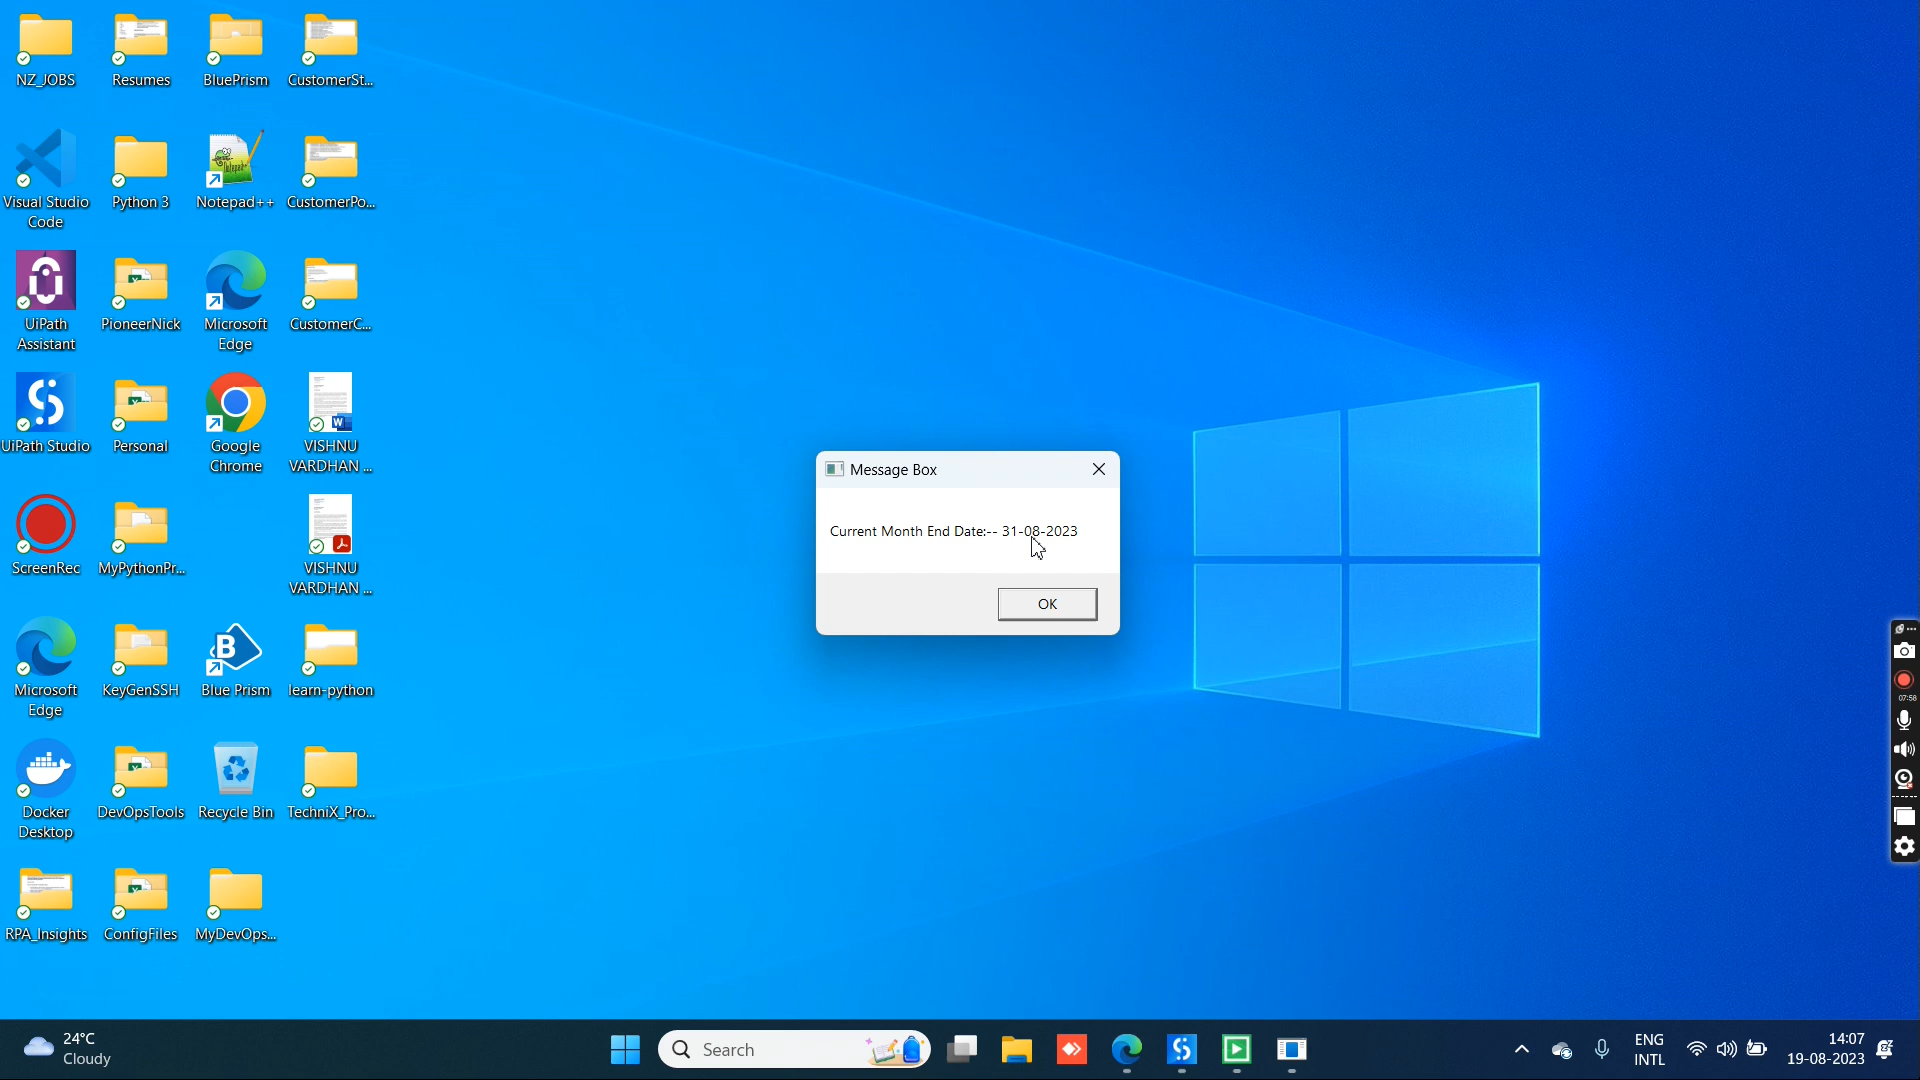 NZ_JOBS
Resumes
BluePrism
CustomerSt...
Visual Studio
Code
Python 3
Notepad++
CustomerPo...
UiPath
Assistant
PioneerNick
Microsoft
Edge
CustomerC...
UiPath Studio
Personal
Google
Chrome
VISHNU
VARDHAN ...
ScreenRec
MyPythonPr...
VISHNU
VARDHAN ...
Microsoft
Edge
KeyGenSSH
Blue Prism
learn-python
Docker
Desktop
DevOpsTools
Recycle Bin
TechniX_Pro...
RPA_Insights
ConfigFiles
MyDevOps...
Message Box
Current Month End Date:-- 31-08-2023
OK
07:58
24°C
Cloudy
Search
ENG
INTL
14:07
19-08-2023